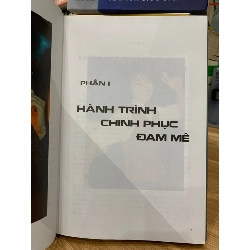 PHẦN I
HÀNH TRÌNH
CHINH PHỤC
ĐAM MÊ